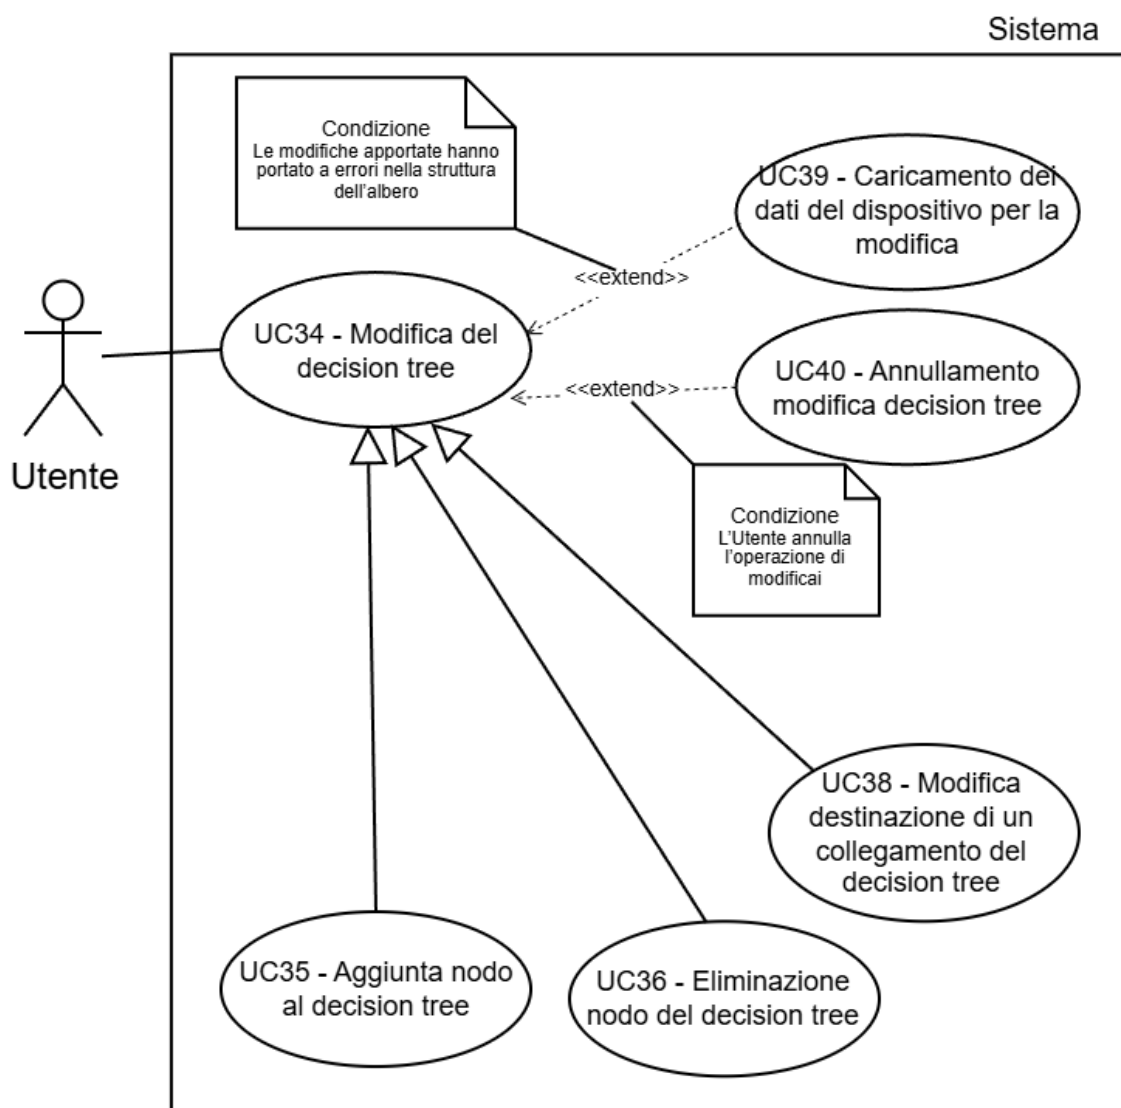 Sistema
Condizione
Le modifiche apportate hanno
portato a errori nella struttura
dell'albero
UC39 - Caricamento dei
dati del dispositivo per la
modifica
<<extend>>
UC34 - Modifica del
decision tree
UC40 - Annullamento
modifica decision tree
<<extend>>
Utente
Condizione
L'Utente annulla
l'operazione di
modificai
UC38 - Modifica
destinazione di un
collegamento del
decision tree
UC35 - Aggiunta nodo
al decision tree
UC36 - Eliminazione
nodo del decision tree